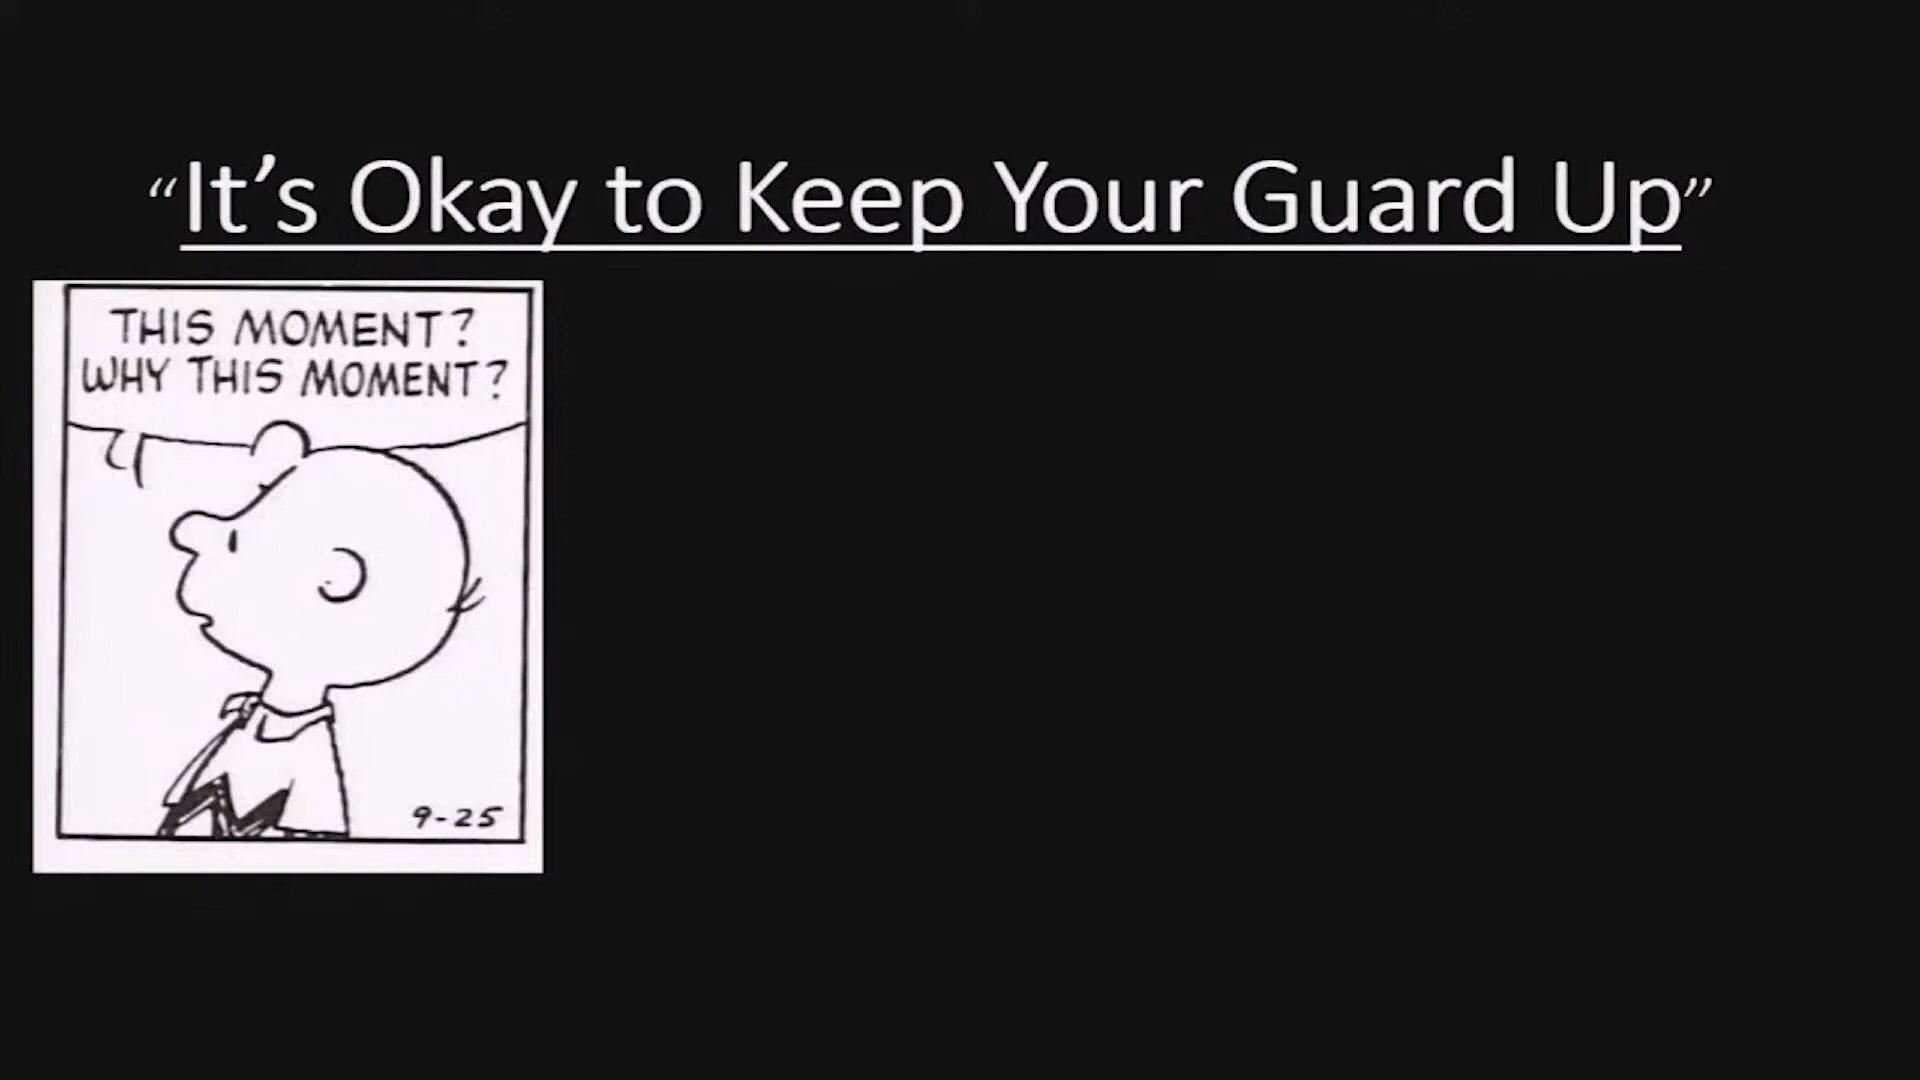 “It’s Okay to Keep Your Guard Up”
THIS MOMENT?
WHY THIS MOMENT?
9-25